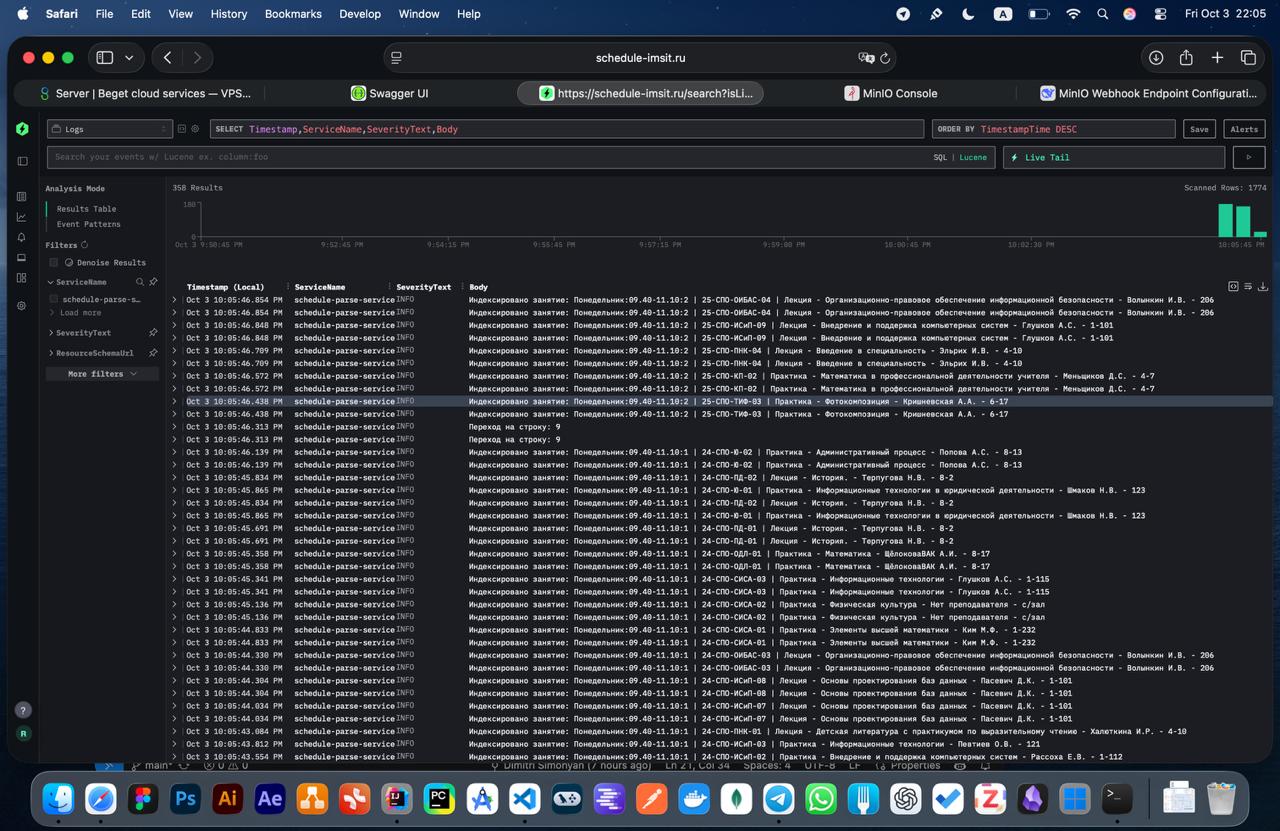 Safari File Edit View History Bookmarks Develop Window Help A Fri Oct 3 22:05
schedule-imsit.ru
Server | Beget cloud services — VPS... Swagger UI https://schedule-imsit.ru/search?isLi... MinIO Console MinIO Webhook Endpoint Configurati...
Logs SELECT Timestamp,ServiceName,SeverityText,Body ORDER BY TimestampTime DESC Save Alerts
Search your events w/ Lucene ex. column:foo SQL | Lucene Live Tail
Analysis Mode
Results Table
Event Patterns
Filters
Denoise Results
ServiceName
schedule-parse-s…
Load more
SeverityText
ResourceSchemaUrl
More filters
358 Results Scanned Rows: 1774
180
0
Oct 3 9:50:45 PM 9:52:45 PM 9:54:15 PM 9:55:45 PM 9:57:15 PM 9:59:00 PM 10:00:45 PM 10:02:30 PM 10:05:45 PM
Timestamp (Local) ServiceName SeverityText Body
Oct 3 10:05:46.854 PM schedule-parse-service INFO Индексировано занятие: Понедельник:09.40-11.10:2 | 25-СПО-ОИБАС-04 | Лекция - Организационно-правовое обеспечение информационной безопасности - Волынкин И.В. - 206
Oct 3 10:05:46.854 PM schedule-parse-service INFO Индексировано занятие: Понедельник:09.40-11.10:2 | 25-СПО-ОИБАС-04 | Лекция - Организационно-правовое обеспечение информационной безопасности - Волынкин И.В. - 206
Oct 3 10:05:46.848 PM schedule-parse-service INFO Индексировано занятие: Понедельник:09.40-11.10:2 | 25-СПО-ИСиП-09 | Лекция - Внедрение и поддержка компьютерных систем - Глушков А.С. - 1-101
Oct 3 10:05:46.848 PM schedule-parse-service INFO Индексировано занятие: Понедельник:09.40-11.10:2 | 25-СПО-ИСиП-09 | Лекция - Внедрение и поддержка компьютерных систем - Глушков А.С. - 1-101
Oct 3 10:05:46.709 PM schedule-parse-service INFO Индексировано занятие: Понедельник:09.40-11.10:2 | 25-СПО-ПНК-04 | Лекция - Введение в специальность - Эльрих И.В. - 4-10
Oct 3 10:05:46.709 PM schedule-parse-service INFO Индексировано занятие: Понедельник:09.40-11.10:2 | 25-СПО-ПНК-04 | Лекция - Введение в специальность - Эльрих И.В. - 4-10
Oct 3 10:05:46.572 PM schedule-parse-service INFO Индексировано занятие: Понедельник:09.40-11.10:2 | 25-СПО-КП-02 | Практика - Математика в профессиональной деятельности учителя - Меньщиков Д.С. - 4-7
Oct 3 10:05:46.572 PM schedule-parse-service INFO Индексировано занятие: Понедельник:09.40-11.10:2 | 25-СПО-КП-02 | Практика - Математика в профессиональной деятельности учителя - Меньщиков Д.С. - 4-7
Oct 3 10:05:46.438 PM schedule-parse-service INFO Индексировано занятие: Понедельник:09.40-11.10:2 | 25-СПО-ТИФ-03 | Практика - Фотокомпозиция - Кришневская А.А. - 6-17
Oct 3 10:05:46.438 PM schedule-parse-service INFO Индексировано занятие: Понедельник:09.40-11.10:2 | 25-СПО-ТИФ-03 | Практика - Фотокомпозиция - Кришневская А.А. - 6-17
Oct 3 10:05:46.313 PM schedule-parse-service INFO Переход на строку: 9
Oct 3 10:05:46.313 PM schedule-parse-service INFO Переход на строку: 9
Oct 3 10:05:46.139 PM schedule-parse-service INFO Индексировано занятие: Понедельник:09.40-11.10:1 | 24-СПО-Ю-02 | Практика - Административный процесс - Попова А.С. - 8-13
Oct 3 10:05:46.139 PM schedule-parse-service INFO Индексировано занятие: Понедельник:09.40-11.10:1 | 24-СПО-Ю-02 | Практика - Административный процесс - Попова А.С. - 8-13
Oct 3 10:05:45.834 PM schedule-parse-service INFO Индексировано занятие: Понедельник:09.40-11.10:1 | 24-СПО-ПД-02 | Лекция - История. - Терпугова Н.В. - 8-2
Oct 3 10:05:45.865 PM schedule-parse-service INFO Индексировано занятие: Понедельник:09.40-11.10:1 | 24-СПО-Ю-01 | Практика - Информационные технологии в юридической деятельности - Шмаков Н.В. - 123
Oct 3 10:05:45.834 PM schedule-parse-service INFO Индексировано занятие: Понедельник:09.40-11.10:1 | 24-СПО-ПД-02 | Лекция - История. - Терпугова Н.В. - 8-2
Oct 3 10:05:45.865 PM schedule-parse-service INFO Индексировано занятие: Понедельник:09.40-11.10:1 | 24-СПО-Ю-01 | Практика - Информационные технологии в юридической деятельности - Шмаков Н.В. - 123
Oct 3 10:05:45.691 PM schedule-parse-service INFO Индексировано занятие: Понедельник:09.40-11.10:1 | 24-СПО-ПД-01 | Лекция - История. - Терпугова Н.В. - 8-2
Oct 3 10:05:45.691 PM schedule-parse-service INFO Индексировано занятие: Понедельник:09.40-11.10:1 | 24-СПО-ПД-01 | Лекция - История. - Терпугова Н.В. - 8-2
Oct 3 10:05:45.358 PM schedule-parse-service INFO Индексировано занятие: Понедельник:09.40-11.10:1 | 24-СПО-ОДЛ-01 | Практика - Математика - ЩёлоковаВАК А.И. - 8-17
Oct 3 10:05:45.358 PM schedule-parse-service INFO Индексировано занятие: Понедельник:09.40-11.10:1 | 24-СПО-ОДЛ-01 | Практика - Математика - ЩёлоковаВАК А.И. - 8-17
Oct 3 10:05:45.341 PM schedule-parse-service INFO Индексировано занятие: Понедельник:09.40-11.10:1 | 24-СПО-СИСА-03 | Практика - Информационные технологии - Глушков А.С. - 1-115
Oct 3 10:05:45.341 PM schedule-parse-service INFO Индексировано занятие: Понедельник:09.40-11.10:1 | 24-СПО-СИСА-03 | Практика - Информационные технологии - Глушков А.С. - 1-115
Oct 3 10:05:45.136 PM schedule-parse-service INFO Индексировано занятие: Понедельник:09.40-11.10:1 | 24-СПО-СИСА-02 | Практика - Физическая культура - Нет преподавателя - с/зал
Oct 3 10:05:45.136 PM schedule-parse-service INFO Индексировано занятие: Понедельник:09.40-11.10:1 | 24-СПО-СИСА-02 | Практика - Физическая культура - Нет преподавателя - с/зал
Oct 3 10:05:44.833 PM schedule-parse-service INFO Индексировано занятие: Понедельник:09.40-11.10:1 | 24-СПО-СИСА-01 | Практика - Элементы высшей математики - Ким М.Ф. - 1-232
Oct 3 10:05:44.833 PM schedule-parse-service INFO Индексировано занятие: Понедельник:09.40-11.10:1 | 24-СПО-СИСА-01 | Практика - Элементы высшей математики - Ким М.Ф. - 1-232
Oct 3 10:05:44.330 PM schedule-parse-service INFO Индексировано занятие: Понедельник:09.40-11.10:1 | 24-СПО-ОИБАС-03 | Лекция - Организационно-правовое обеспечение информационной безопасности - Волынкин И.В. - 206
Oct 3 10:05:44.330 PM schedule-parse-service INFO Индексировано занятие: Понедельник:09.40-11.10:1 | 24-СПО-ОИБАС-03 | Лекция - Организационно-правовое обеспечение информационной безопасности - Волынкин И.В. - 206
Oct 3 10:05:44.304 PM schedule-parse-service INFO Индексировано занятие: Понедельник:09.40-11.10:1 | 24-СПО-ИСиП-08 | Лекция - Основы проектирования баз данных - Пасевич Д.К. - 1-101
Oct 3 10:05:44.304 PM schedule-parse-service INFO Индексировано занятие: Понедельник:09.40-11.10:1 | 24-СПО-ИСиП-08 | Лекция - Основы проектирования баз данных - Пасевич Д.К. - 1-101
Oct 3 10:05:44.034 PM schedule-parse-service INFO Индексировано занятие: Понедельник:09.40-11.10:1 | 24-СПО-ИСиП-07 | Лекция - Основы проектирования баз данных - Пасевич Д.К. - 1-101
Oct 3 10:05:44.034 PM schedule-parse-service INFO Индексировано занятие: Понедельник:09.40-11.10:1 | 24-СПО-ИСиП-07 | Лекция - Основы проектирования баз данных - Пасевич Д.К. - 1-101
Oct 3 10:05:43.084 PM schedule-parse-service INFO Индексировано занятие: Понедельник:09.40-11.10:1 | 24-СПО-ПНК-01 | Лекция - Детская литература с практикумом по выразительному чтению - Халюткина И.Р. - 4-10
Oct 3 10:05:43.812 PM schedule-parse-service INFO Индексировано занятие: Понедельник:09.40-11.10:1 | 24-СПО-ИСиП-03 | Практика - Информационные технологии - Певтиев О.В. - 121
Oct 3 10:05:43.554 PM schedule-parse-service INFO Индексировано занятие: Понедельник:09.40-11.10:1 | 24-СПО-ИСиП-02 | Практика - Внедрение и поддержка компьютерных систем - Рассоха Е.В. - 1-112
?
R
main* 0 0 Dimitri Simonyan (7 hours ago) Ln 21, Col 34 Spaces: 4 UTF-8 LF Properties
Ps Ai Ae PC Z >_